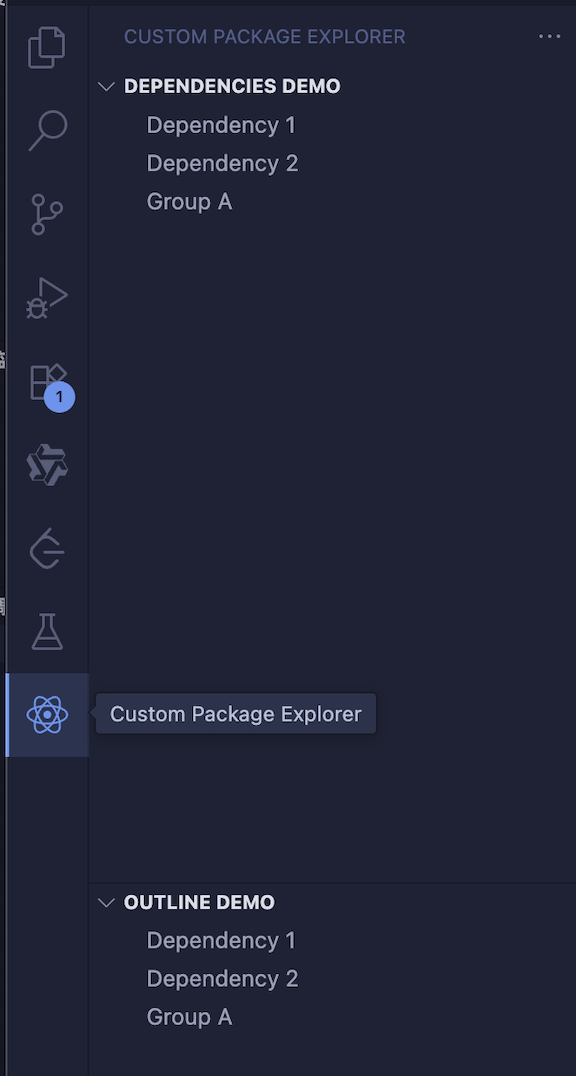 CUSTOM PACKAGE EXPLORER
DEPENDENCIES DEMO
Dependency 1
Dependency 2
Group A
1
Custom Package Explorer
OUTLINE DEMO
Dependency 1
Dependency 2
Group A